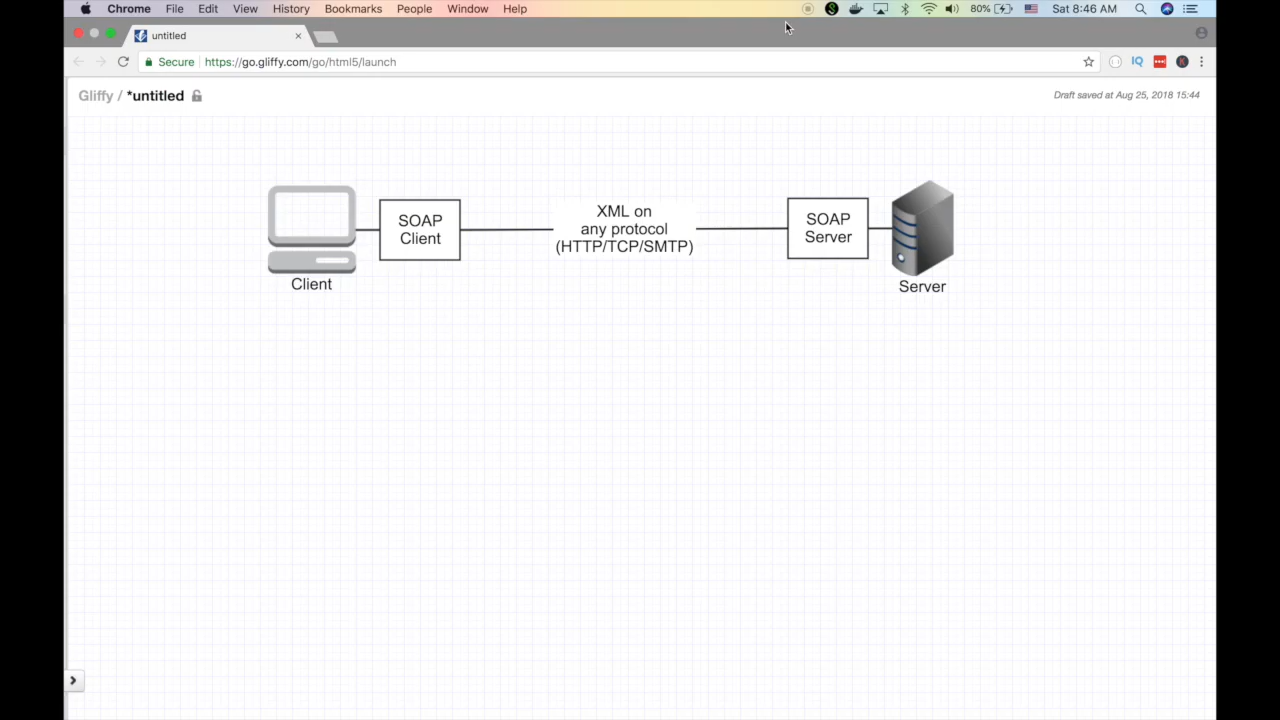 Chrome File Edit View History Bookmarks People Window Help 80% Sat 8:46 AM
untitled
Secure https://go.gliffy.com/go/html5/launch IQ
Gliffy / *untitled Draft saved at Aug 25, 2018 15:44
SOAP
Client
XML on
any protocol
(HTTP/TCP/SMTP)
SOAP
Server
Client
Server